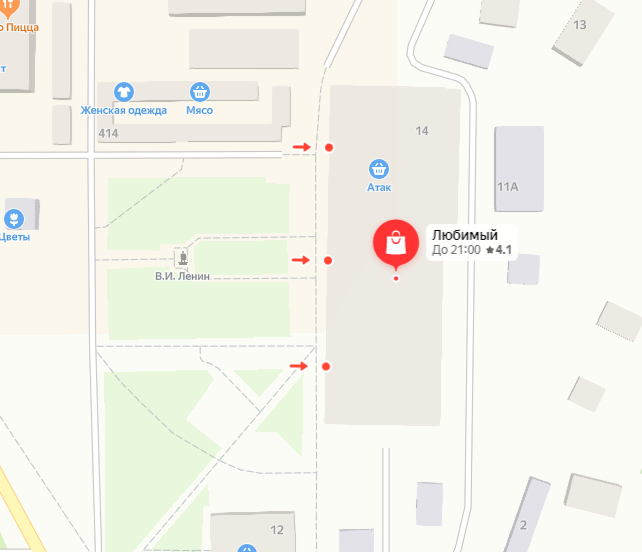 о Пицца
13
т
Женская одежда
Мясо
414
14
Атак
11А
Цветы
Любимый
До 21:00 ★4.1
В.И. Ленин
12
2